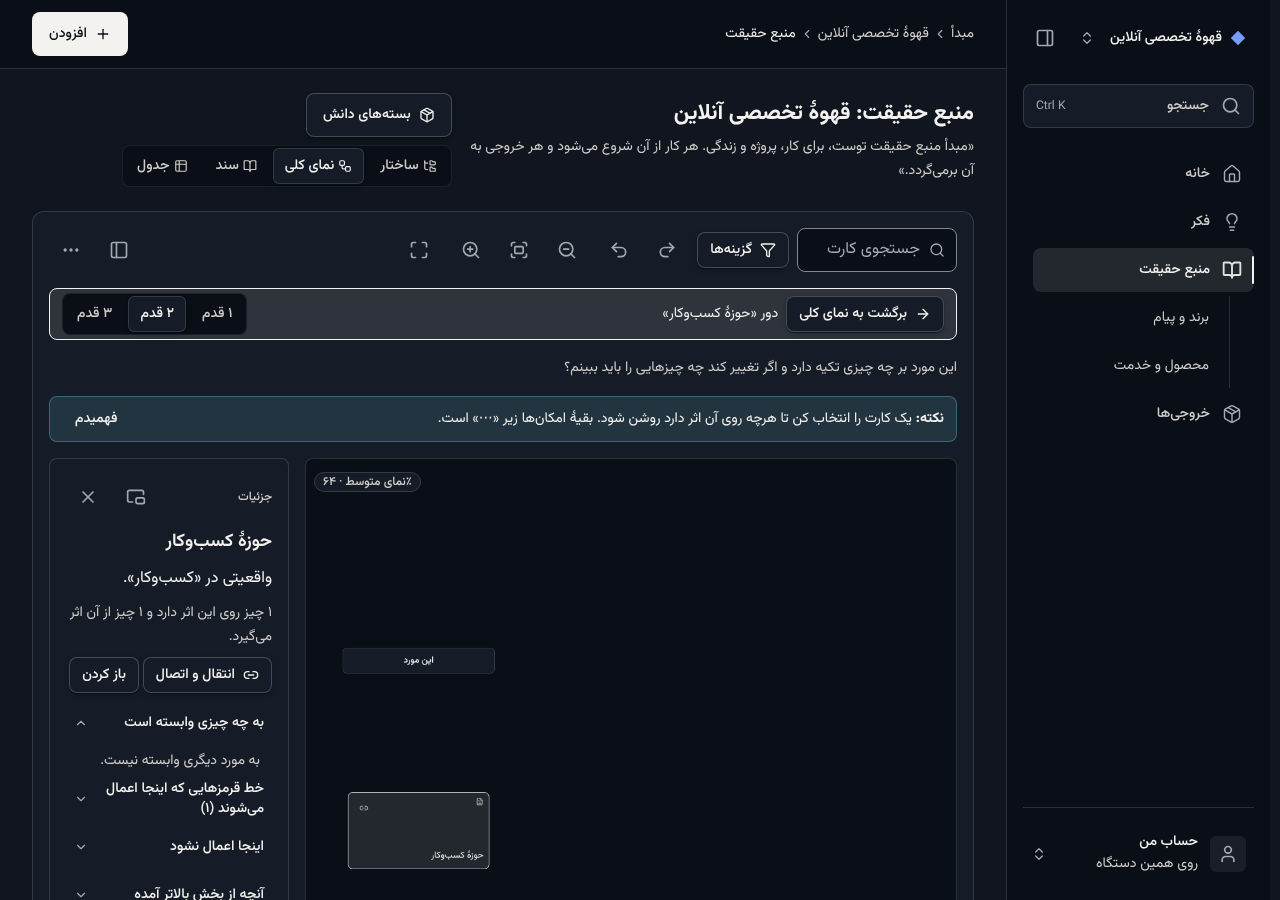 قهوهٔ تخصصی آنلاین
جستجو
Ctrl K
خانه
فکر
منبع حقیقت
برند و پیام
محصول و خدمت
خروجی‌ها
حساب من
روی همین دستگاه
مبدأ › قهوهٔ تخصصی آنلاین › منبع حقیقت
افزودن
منبع حقیقت: قهوهٔ تخصصی آنلاین
«مبدأ منبع حقیقت توست، برای کار، پروژه و زندگی. هر کار از آن شروع می‌شود و هر خروجی به
آن برمی‌گردد.»
بسته‌های دانش
ساختار
نمای کلی
سند
جدول
جستجوی کارت
گزینه‌ها
برگشت به نمای کلی
دور «حوزهٔ کسب‌وکار»
۱ قدم
۲ قدم
۳ قدم
این مورد بر چه چیزی تکیه دارد و اگر تغییر کند چه چیزهایی را باید ببینم؟
نکته: یک کارت را انتخاب کن تا هرچه روی آن اثر دارد روشن شود. بقیهٔ امکان‌ها زیر «···» است.
فهمیدم
٪نمای متوسط · ۶۴
این مورد
حوزهٔ کسب‌وکار
جزئیات
حوزهٔ کسب‌وکار
واقعیتی در «کسب‌وکار».
۱ چیز روی این اثر دارد و ۱ چیز از آن اثر
می‌گیرد.
انتقال و اتصال
باز کردن
به چه چیزی وابسته است
به مورد دیگری وابسته نیست.
خط قرمزهایی که اینجا اعمال
می‌شوند (۱)
اینجا اعمال نشود
آنچه از بخش بالاتر آمده